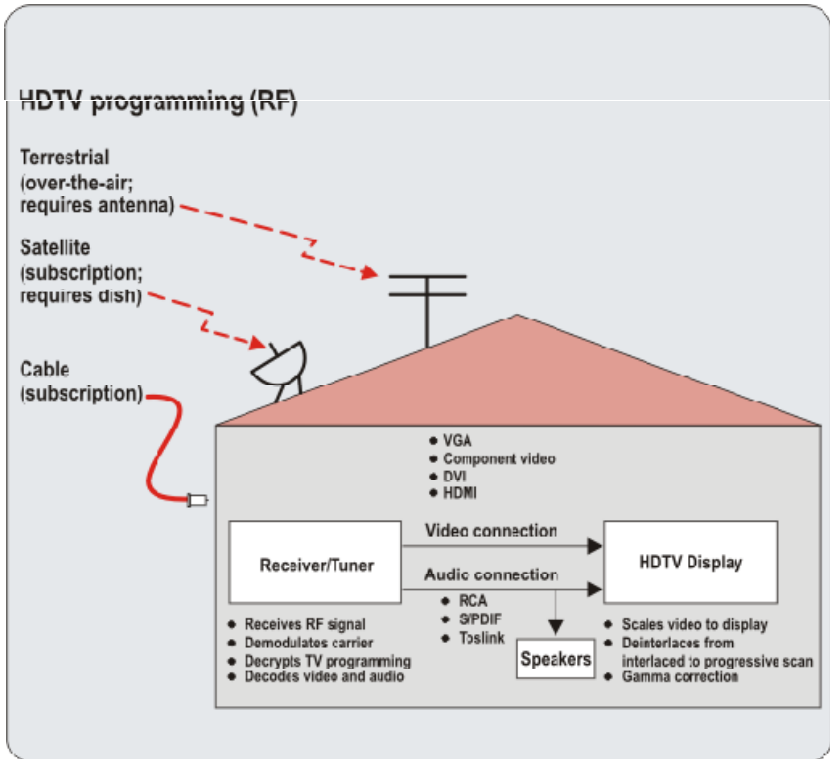 HDTV programming (RF)
Terrestrial
(over-the-air;
requires antenna)
Satellite
(subscription;
requires dish)
Cable
(subscription)
● VGA
● Component video
● DVI
● HDMI
Video connection
Receiver/Tuner
HDTV Display
Audio connection
● RCA
● S/PDIF
● Toslink
Speakers
● Receives RF signal
● Demodulates carrier
● Decrypts TV programming
● Decodes video and audio
● Scales video to display
● Deinterlaces from
interlaced to progressive scan
● Gamma correction